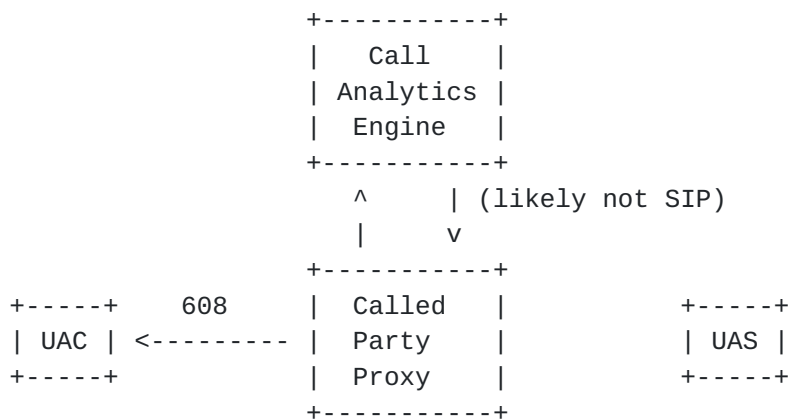 Call
Analytics
Engine
(likely not SIP)
608 Called
UAC Party UAS
Proxy